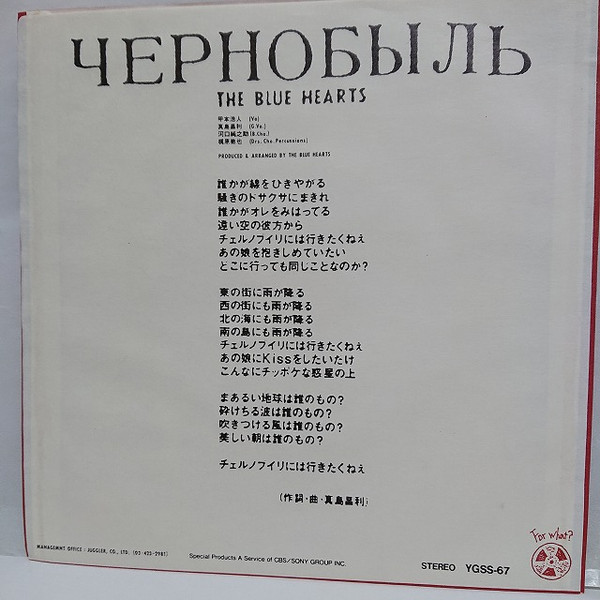 ЧЕРНОБЫЛЬ
THE BLUE HEARTS
甲本浩人 (Vo)
真島昌利 (G.Vo.)
河口純之助 (B.Cho.)
梶原徹也 (Drs. Cho. Percussions)
PRODUCED & ARRANGED BY THE BLUE HEARTS
誰かが線をひきやがる
騒ぎのドサクサにまぎれ
誰かがオレをみはってる
遠い空の彼方から
チェルノブイリには行きたくねぇ
あの娘を抱きしめていたい
どこに行っても同じことなのか?
東の街に雨が降る
西の街にも雨が降る
北の海にも雨が降る
南の島にも雨が降る
チェルノブイリには行きたくねぇ
あの娘にKissをしたいだけ
こんなにチッポケな惑星の上
まあるい地球は誰のもの?
砕けちる波は誰のもの?
吹きつける風は誰のもの?
美しい朝は誰のもの?
チェルノブイリには行きたくねぇ
(作詞・曲・真島昌利)
For What?
MANAGEMENT OFFICE / JUGGLER, CO., LTD. (03-423-2981)
Special Products A Service of CBS/SONY GROUP INC.
STEREO YGSS-67